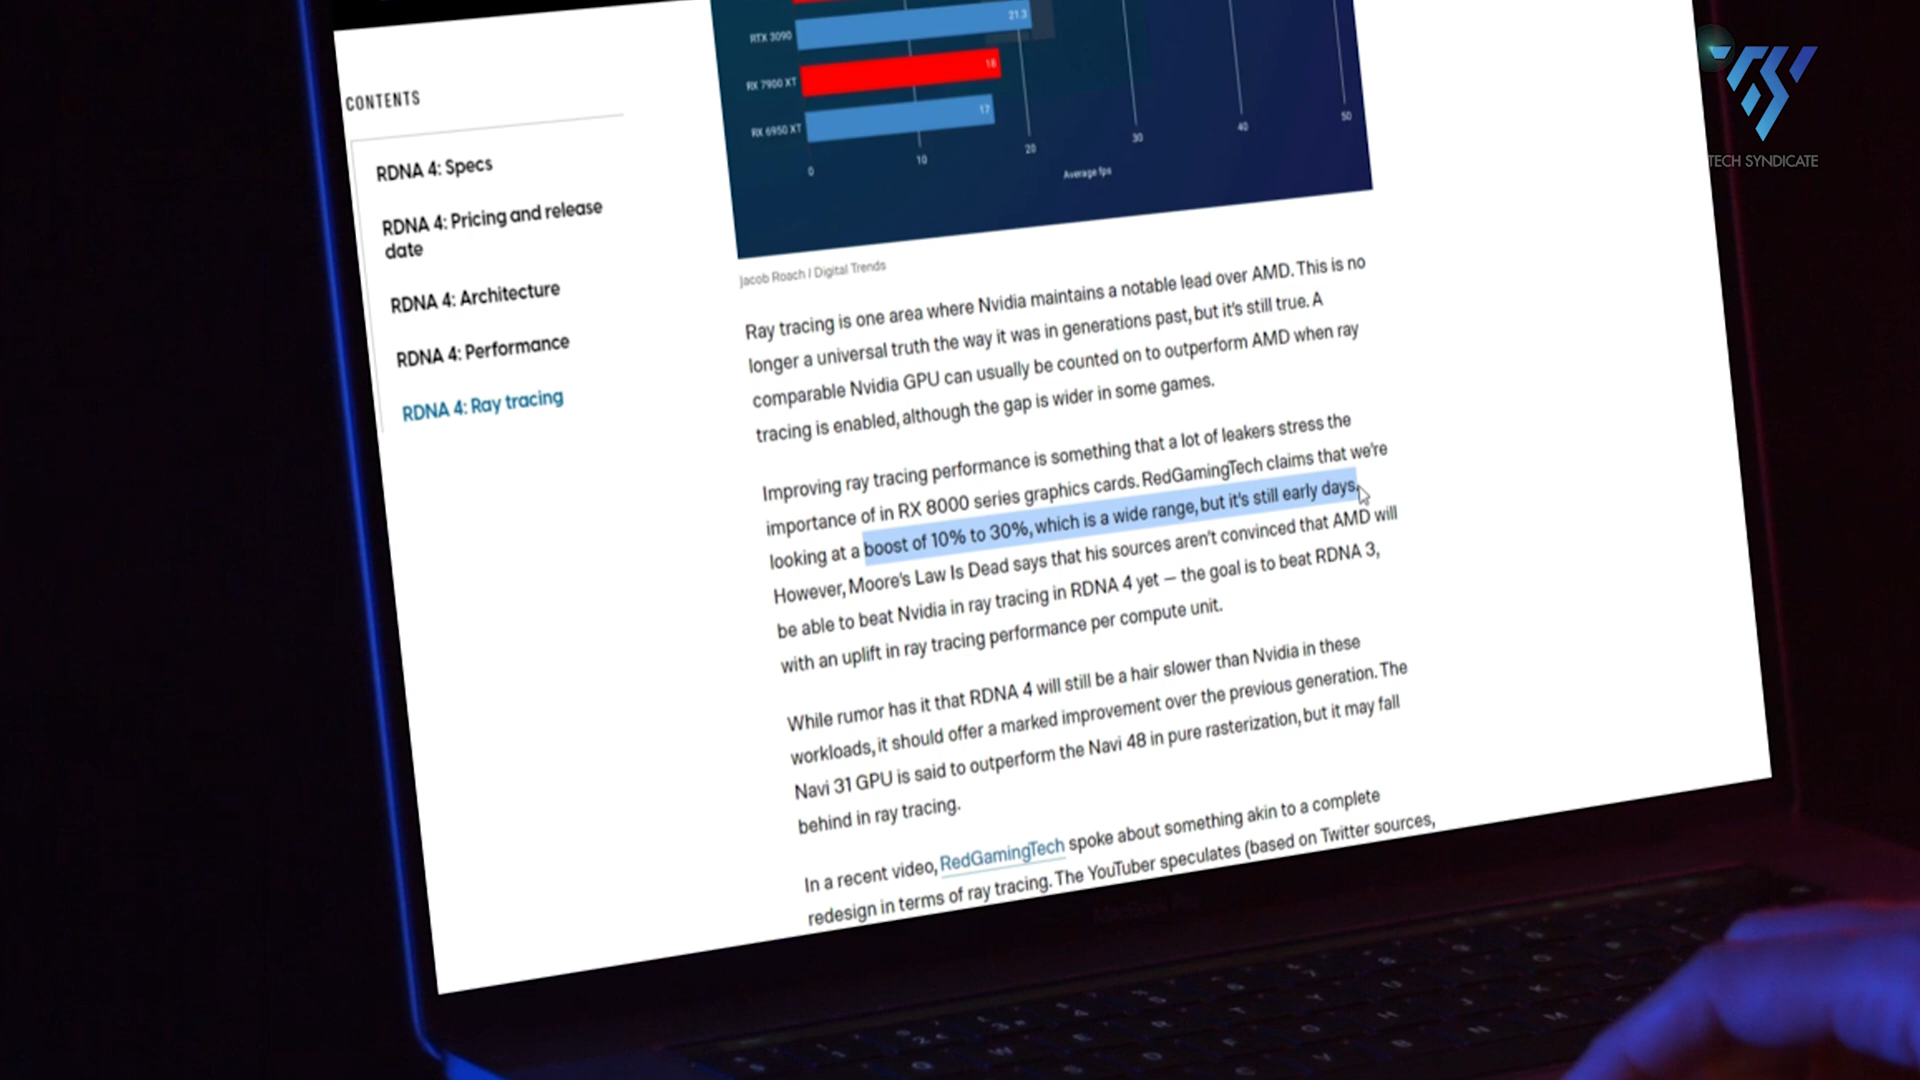 RTX 3090
21.3
RX 7900 XT
18
RX 6950 XT
17
0
10
20
30
40
50
Average fps
TECH SYNDICATE
CONTENTS
RDNA 4: Specs
RDNA 4: Pricing and release
date
RDNA 4: Architecture
RDNA 4: Performance
RDNA 4: Ray tracing
Jacob Roach / Digital Trends
Ray tracing is one area where Nvidia maintains a notable lead over AMD. This is no
longer a universal truth the way it was in generations past, but it's still true. A
comparable Nvidia GPU can usually be counted on to outperform AMD when ray
tracing is enabled, although the gap is wider in some games.
Improving ray tracing performance is something that a lot of leakers stress the
importance of in RX 8000 series graphics cards. RedGamingTech claims that we're
looking at a boost of 10% to 30%, which is a wide range, but it's still early days.
However, Moore's Law Is Dead says that his sources aren't convinced that AMD will
be able to beat Nvidia in ray tracing in RDNA 4 yet — the goal is to beat RDNA 3,
with an uplift in ray tracing performance per compute unit.
While rumor has it that RDNA 4 will still be a hair slower than Nvidia in these
workloads, it should offer a marked improvement over the previous generation. The
Navi 31 GPU is said to outperform the Navi 48 in pure rasterization, but it may fall
behind in ray tracing.
In a recent video, RedGamingTech spoke about something akin to a complete
redesign in terms of ray tracing. The YouTuber speculates (based on Twitter sources,